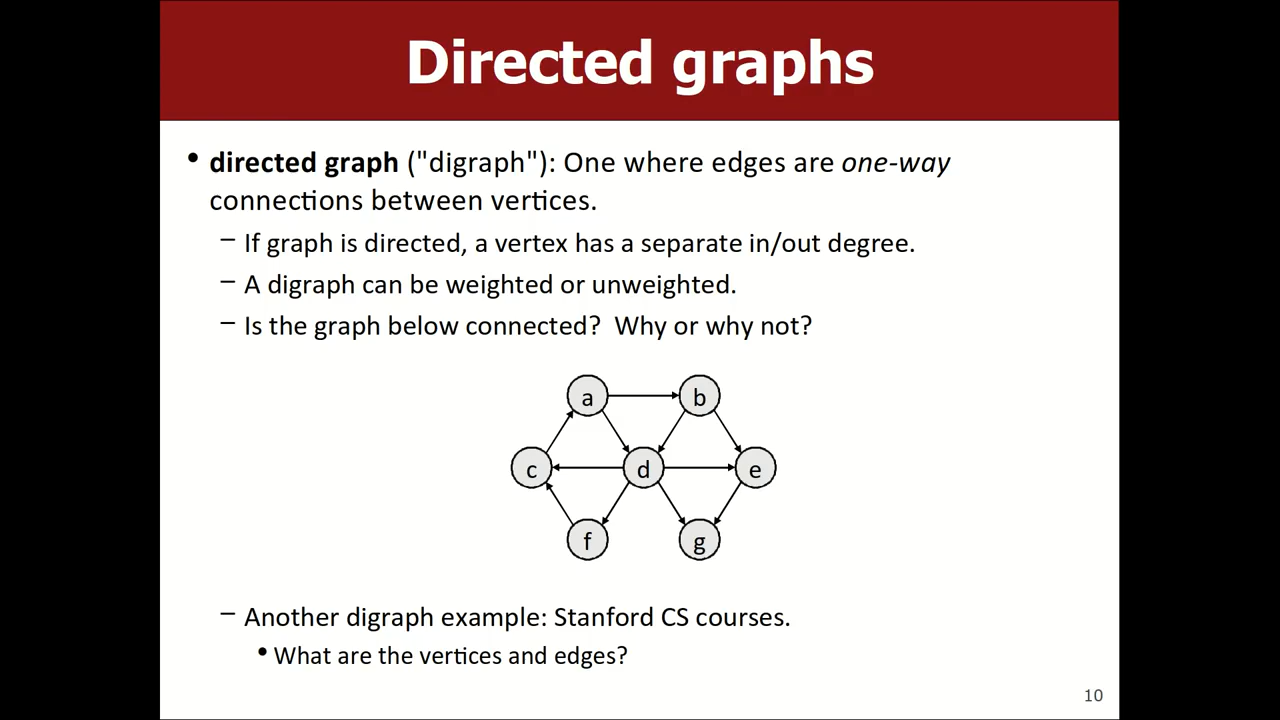 Directed graphs
• directed graph ("digraph"): One where edges are one-way
connections between vertices.
– If graph is directed, a vertex has a separate in/out degree.
– A digraph can be weighted or unweighted.
– Is the graph below connected?  Why or why not?
a b
c d e
f g
– Another digraph example: Stanford CS courses.
• What are the vertices and edges?
10